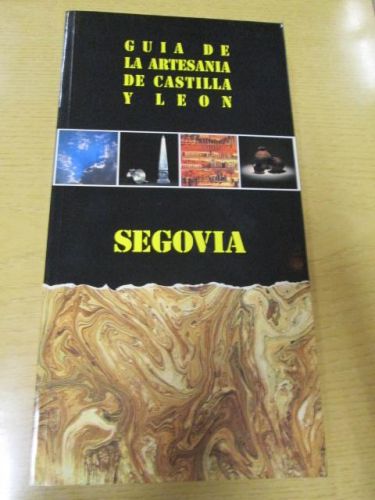 GUIA DE
LA ARTESANIA
DE CASTILLA
Y LEON
SEGOVIA